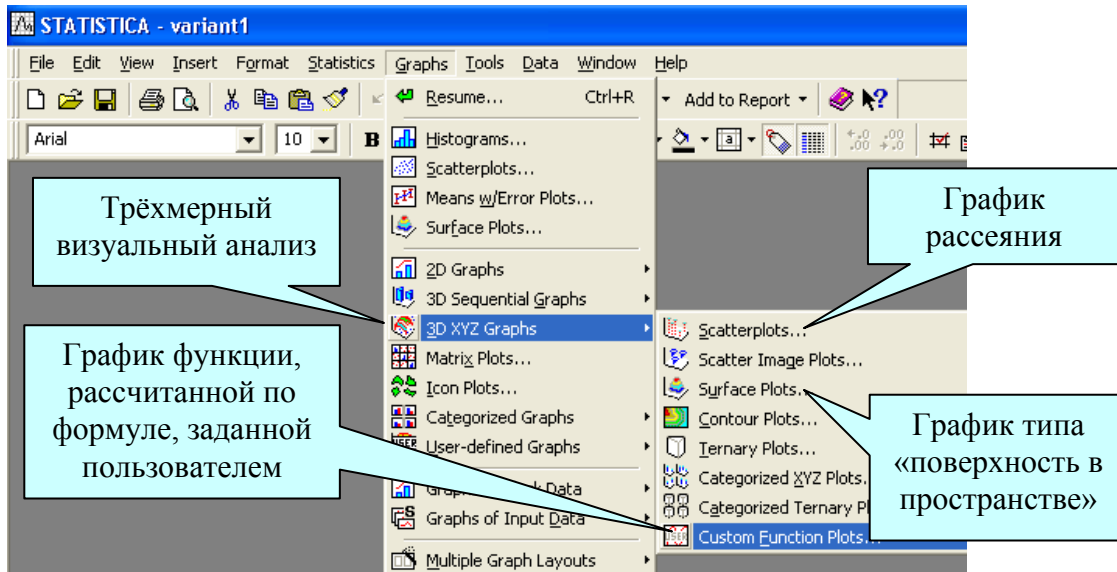 STATISTICA - variant1
File Edit View Insert Format Statistics Graphs Tools Data Window Help
Add to Report
Arial 10 B
Resume... Ctrl+R
Histograms...
Scatterplots...
Means w/Error Plots...
Surface Plots...
2D Graphs
3D Sequential Graphs
3D XYZ Graphs
Matrix Plots...
Icon Plots...
Categorized Graphs
User-defined Graphs
Data
Graphs of Input Data
Multiple Graph Layouts
Scatterplots...
Scatter Image Plots...
Surface Plots...
Contour Plots...
Ternary Plots...
Categorized XYZ Plots.
Categorized Ternary Pl
Custom Function Plots...
Трёхмерный
визуальный анализ
График функции,
рассчитанной по
формуле, заданной
пользователем
График
рассеяния
График типа
«поверхность в
пространстве»